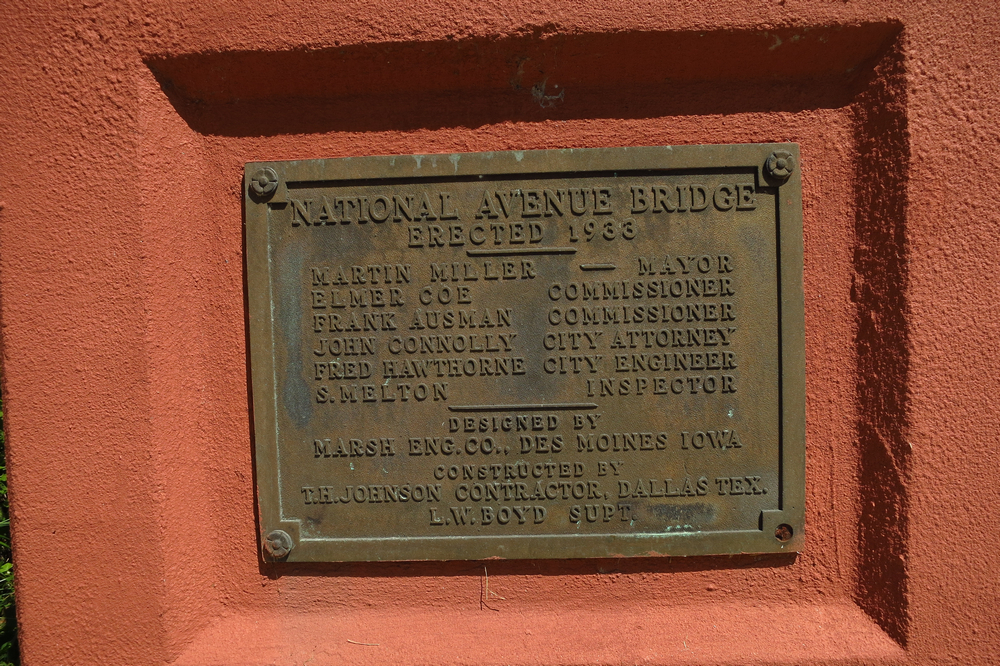 NATIONAL AVENUE BRIDGE
ERECTED 1933
MARTIN MILLER — MAYOR
ELMER COE COMMISSIONER
FRANK AUSMAN COMMISSIONER
JOHN CONNOLLY CITY ATTORNEY
FRED HAWTHORNE CITY ENGINEER
S. MELTON INSPECTOR
DESIGNED BY
MARSH ENG. CO., DES MOINES IOWA
CONSTRUCTED BY
T.H. JOHNSON CONTRACTOR, DALLAS TEX.
L.W. BOYD SUPT.